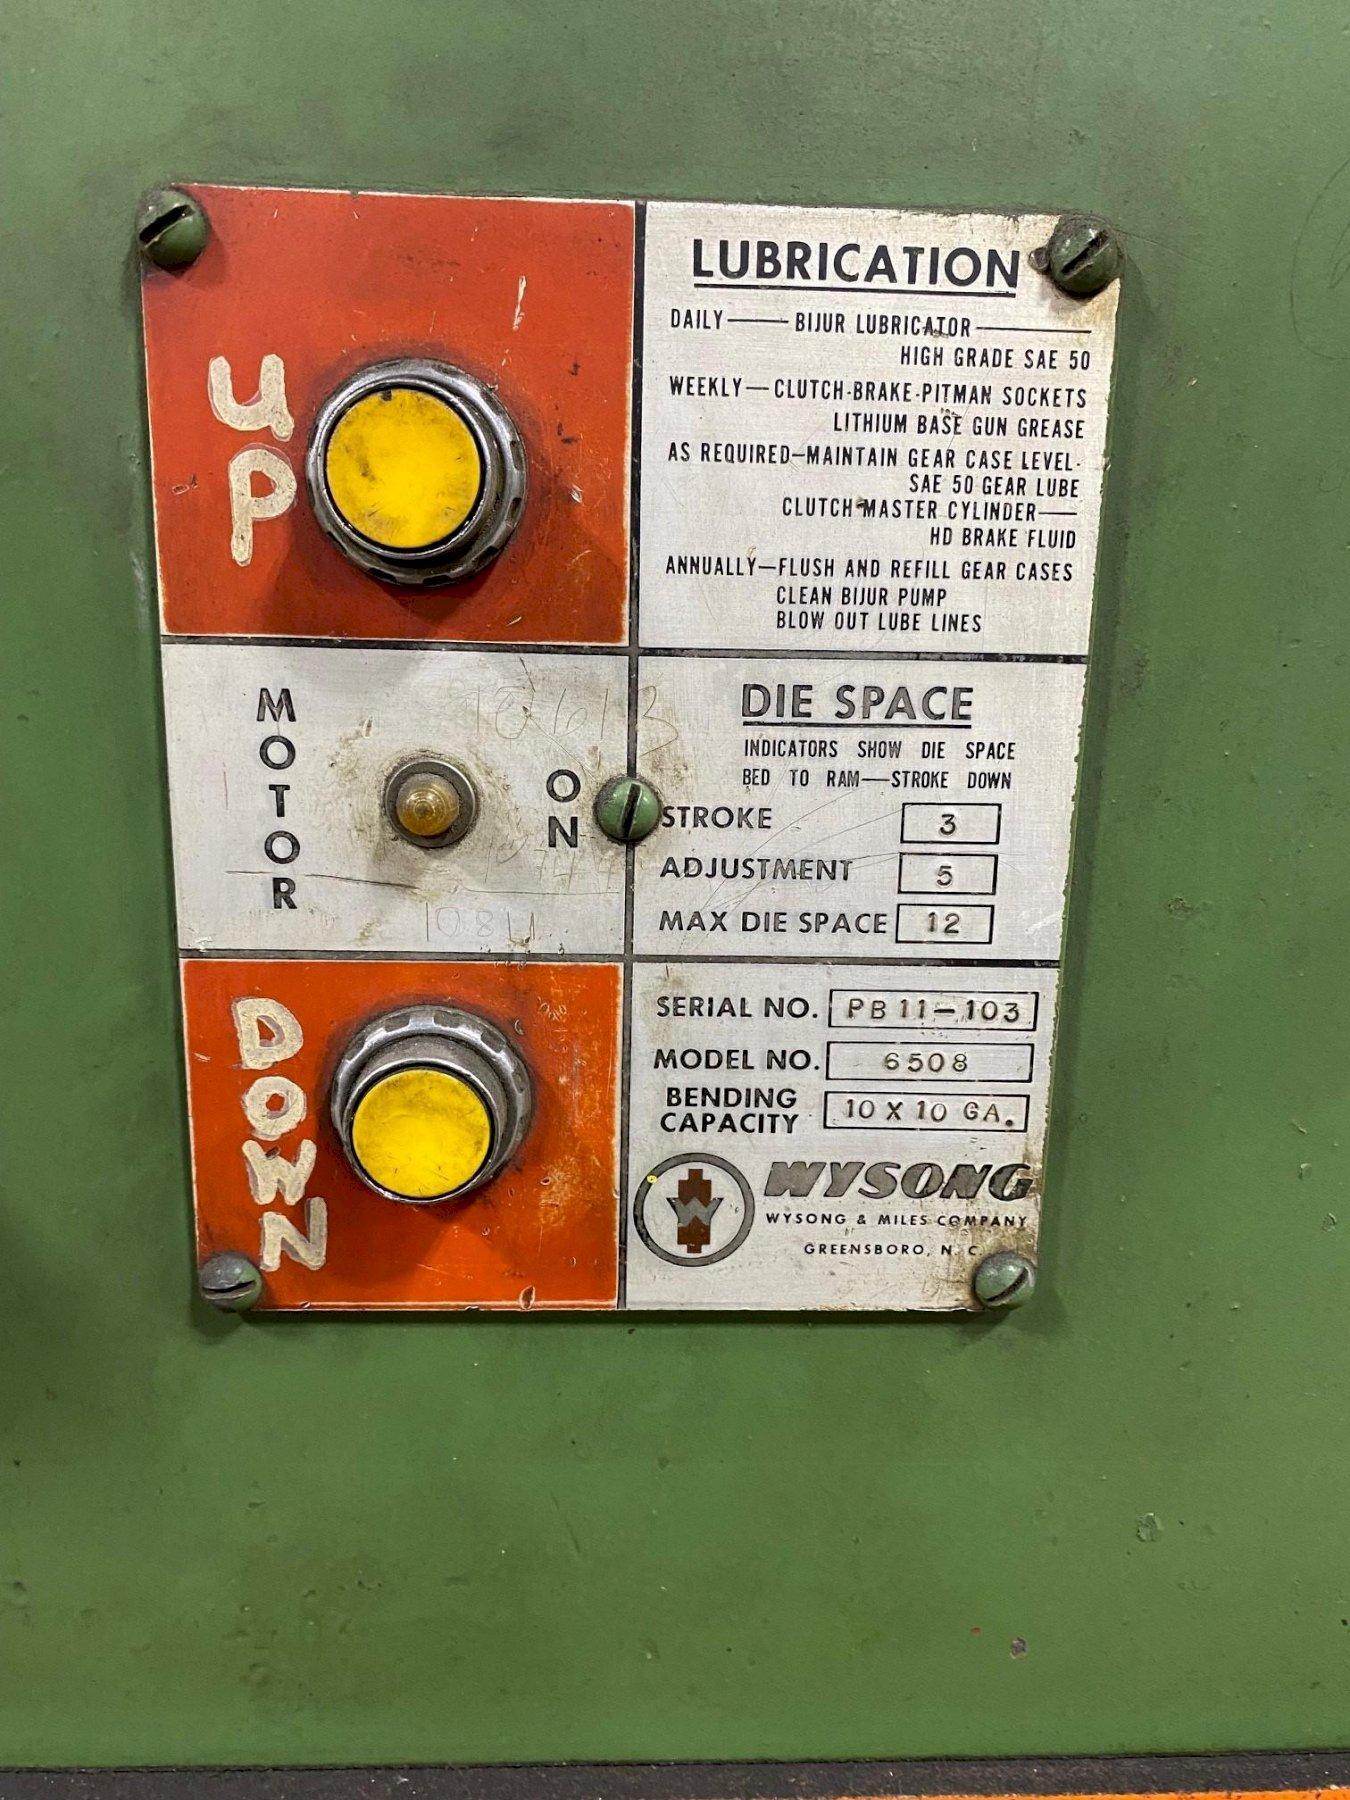 UP
LUBRICATION
DAILY — BIJUR LUBRICATOR —
HIGH GRADE SAE 50
WEEKLY — CLUTCH-BRAKE-PITMAN SOCKETS
LITHIUM BASE GUN GREASE
AS REQUIRED—MAINTAIN GEAR CASE LEVEL-
SAE 50 GEAR LUBE
CLUTCH MASTER CYLINDER—
HD BRAKE FLUID
ANNUALLY—FLUSH AND REFILL GEAR CASES
CLEAN BIJUR PUMP
BLOW OUT LUBE LINES
MOTOR
ON
DIE SPACE
INDICATORS SHOW DIE SPACE
BED TO RAM—STROKE DOWN
STROKE 3
ADJUSTMENT 5
MAX DIE SPACE 12
DOWN
SERIAL NO. PB11-103
MODEL NO. 6508
BENDING
CAPACITY 10 X 10 GA.
W
WYSONG
WYSONG & MILES COMPANY
GREENSBORO, N. C.